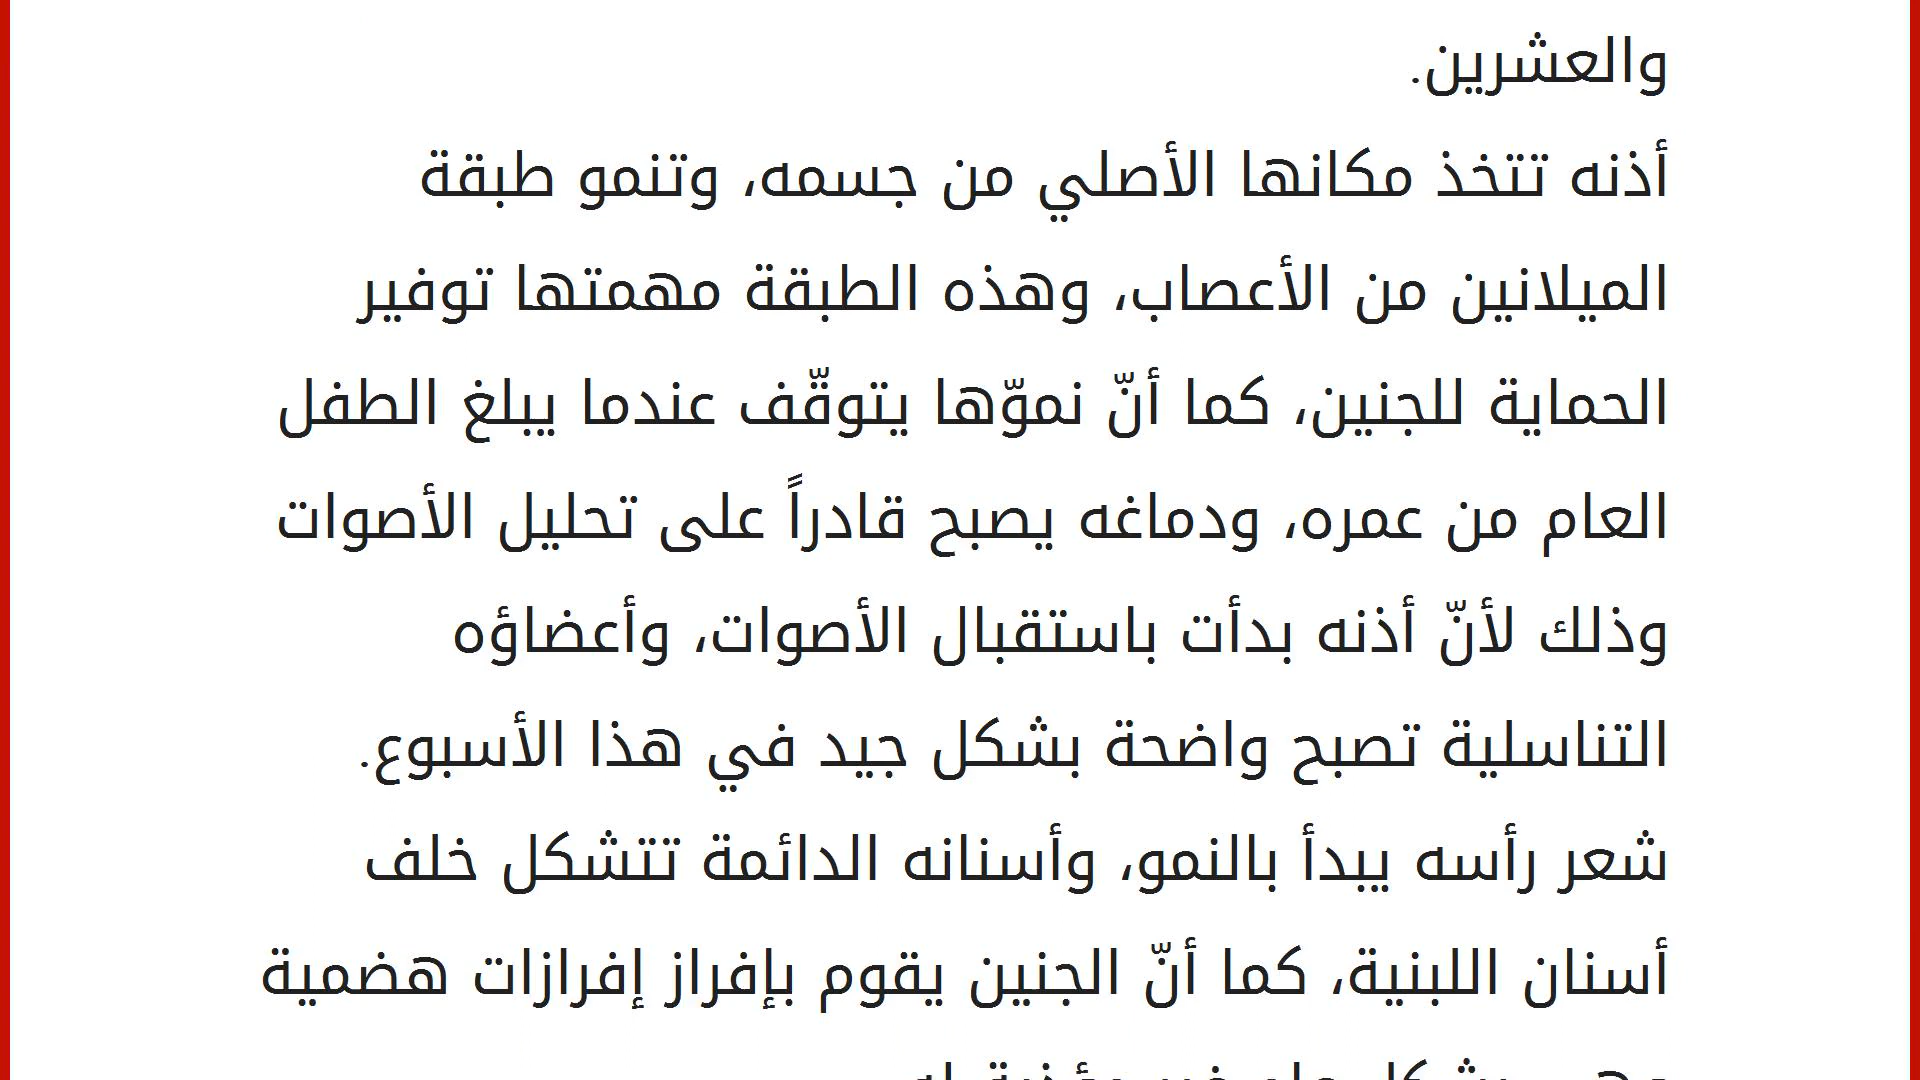 والعشرين.
أذنه تتخذ مكانها الأصلي من جسمه، وتنمو طبقة
الميلانين من الأعصاب، وهذه الطبقة مهمتها توفير
الحماية للجنين، كما أنّ نموّها يتوقّف عندما يبلغ الطفل
العام من عمره، ودماغه يصبح قادراً على تحليل الأصوات
وذلك لأنّ أذنه بدأت باستقبال الأصوات، وأعضاؤه
التناسلية تصبح واضحة بشكل جيد في هذا الأسبوع.
شعر رأسه يبدأ بالنمو، وأسنانه الدائمة تتشكل خلف
أسنان اللبنية، كما أنّ الجنين يقوم بإفراز إفرازات هضمية